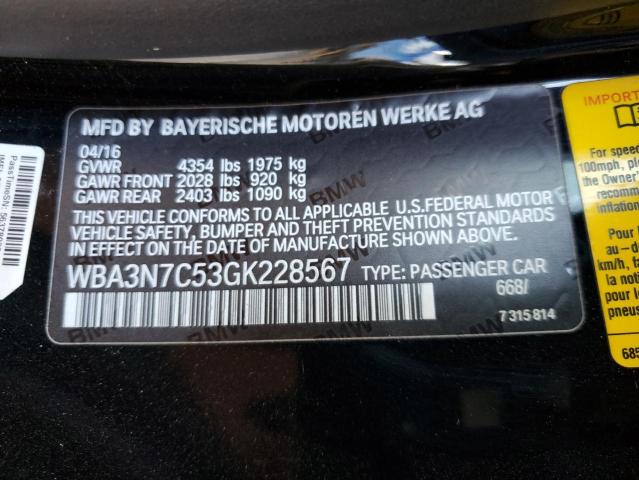 MFD BY BAYERISCHE MOTOREN WERKE AG
04/16
GVWR 4354 lbs 1975 kg
GAWR FRONT 2028 lbs 920 kg
GAWR REAR 2403 lbs 1090 kg
THIS VEHICLE CONFORMS TO ALL APPLICABLE U.S.FEDERAL MOTOR
VEHICLE SAFETY, BUMPER AND THEFT PREVENTION STANDARDS
IN EFFECT ON THE DATE OF MANUFACTURE SHOWN ABOVE.
WBA3N7C53GK228567 TYPE: PASSENGER CAR
668/
7 315 814
IMPORT
For speed
100mph, pl
the Owner'
recomm
inflation
Pour
au-d
km/h,
le
pour
pneus
685
PassTimeSN: